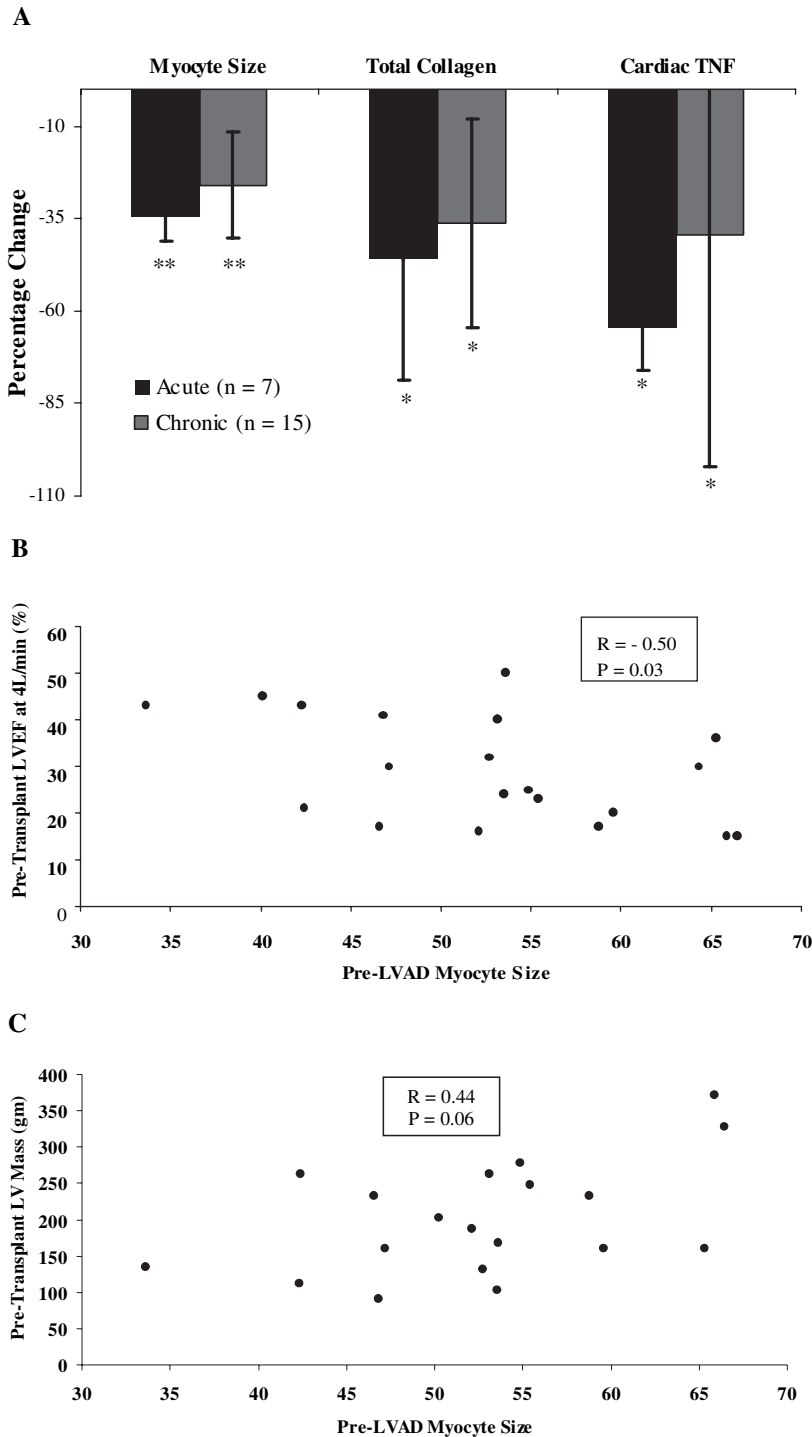 A
Myocyte Size Total Collagen Cardiac TNF
-10
-35
-60
-85
-110
Percentage Change
** ** * * * *
Acute (n = 7)
Chronic (n = 15)
B
60
50
40
30
20
10
0
Pre-Transplant LVEF at 4L/min (%)
R = - 0.50
P = 0.03
30 35 40 45 50 55 60 65 70
Pre-LVAD Myocyte Size
C
400
350
300
250
200
150
100
50
0
Pre-Transplant LV Mass (gm)
R = 0.44
P = 0.06
30 35 40 45 50 55 60 65 70
Pre-LVAD Myocyte Size